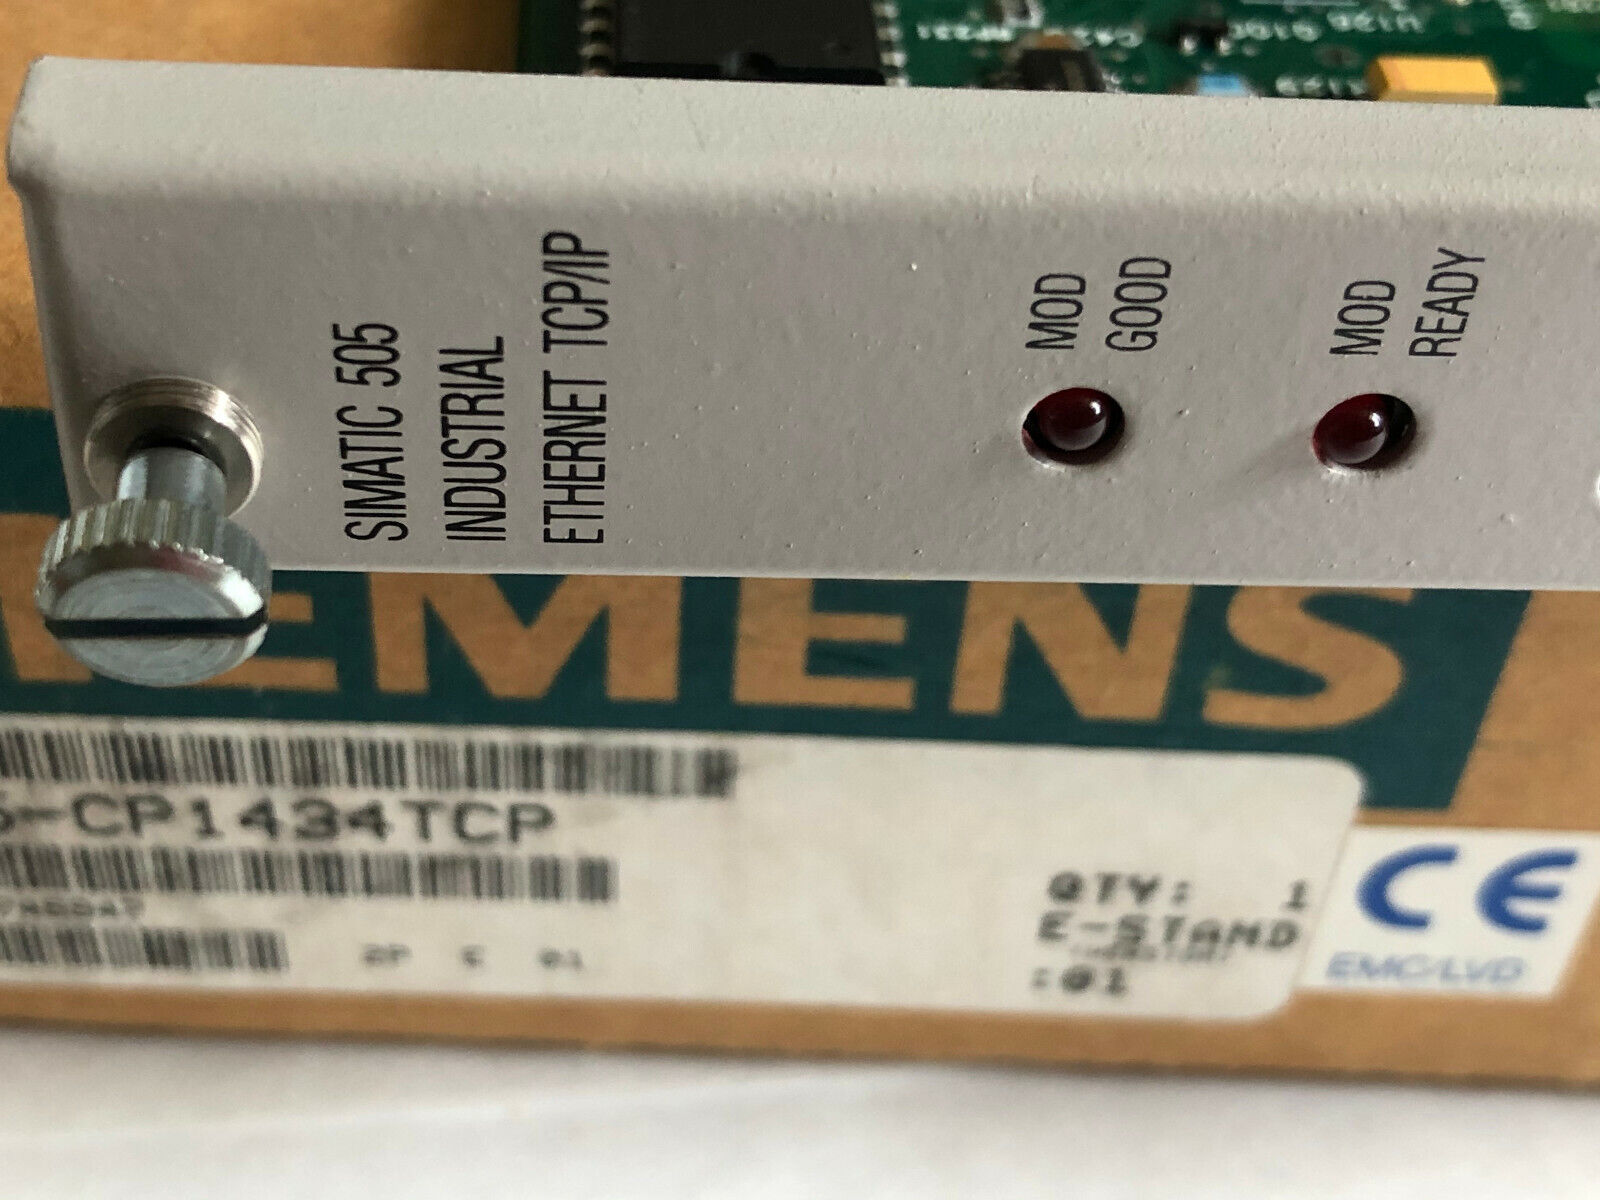 SIMATIC 505
INDUSTRIAL
ETHERNET TCP/IP
MOD
GOOD
MOD
READY
EMENS
-CP1434TCP
QTY: 1
E-STAND
:01
CE
EMC/LVD